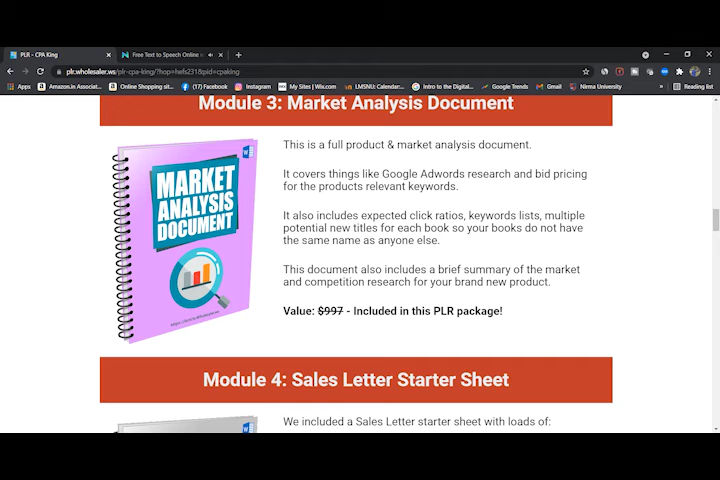 PLR - CPA King
Free Text to Speech Online
plr.wholesaler.ws/plr-cpa-king/?hop=hefs231&pid=cpaking
Apps
Amazon.in Associat...
Online Shopping sit...
(17) Facebook
Instagram
My Sites | Wix.com
LMSNU: Calendar:...
Intro to the Digital...
Google Trends
Gmail
Nirma University
Reading list
Module 3: Market Analysis Document
MARKET
ANALYSIS
DOCUMENT
This is a full product & market analysis document.
It covers things like Google Adwords research and bid pricing
for the products relevant keywords.
It also includes expected click ratios, keywords lists, multiple
potential new titles for each book so your books do not have
the same name as anyone else.
This document also includes a brief summary of the market
and competition research for your brand new product.
Value: $997 - Included in this PLR package!
Module 4: Sales Letter Starter Sheet
We included a Sales Letter starter sheet with loads of: